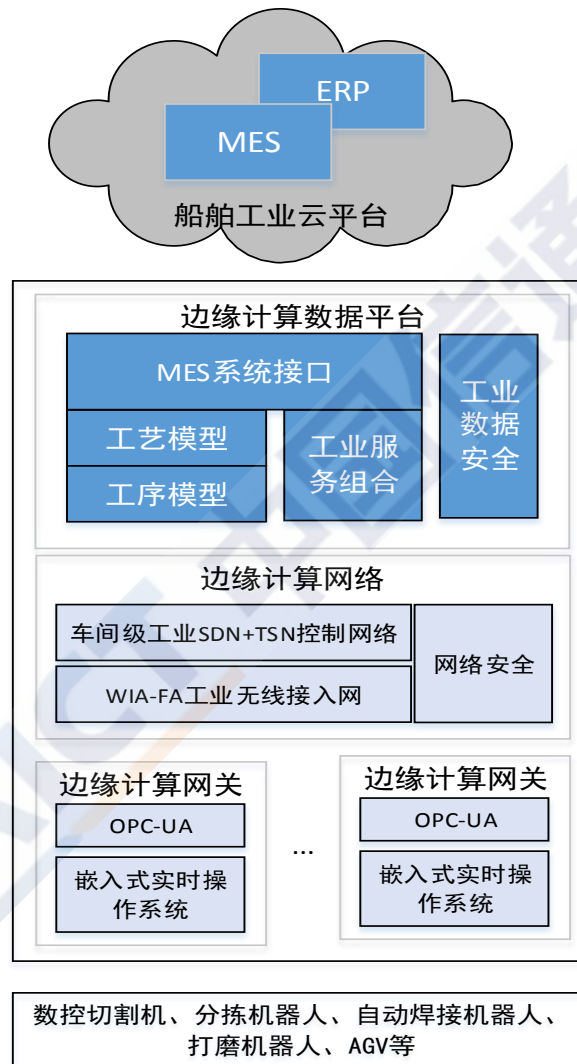 ERP
MES
船舶工业云平台
边缘计算数据平台
MES系统接口
工艺模型
工序模型
工业服
务组合
工业
数据
安全
边缘计算网络
车间级工业SDN+TSN控制网络
WIA-FA工业无线接入网
网络安全
边缘计算网关
OPC-UA
嵌入式实时操
作系统
...
边缘计算网关
OPC-UA
嵌入式实时操
作系统
数控切割机、分拣机器人、自动焊接机器人、
打磨机器人、AGV等